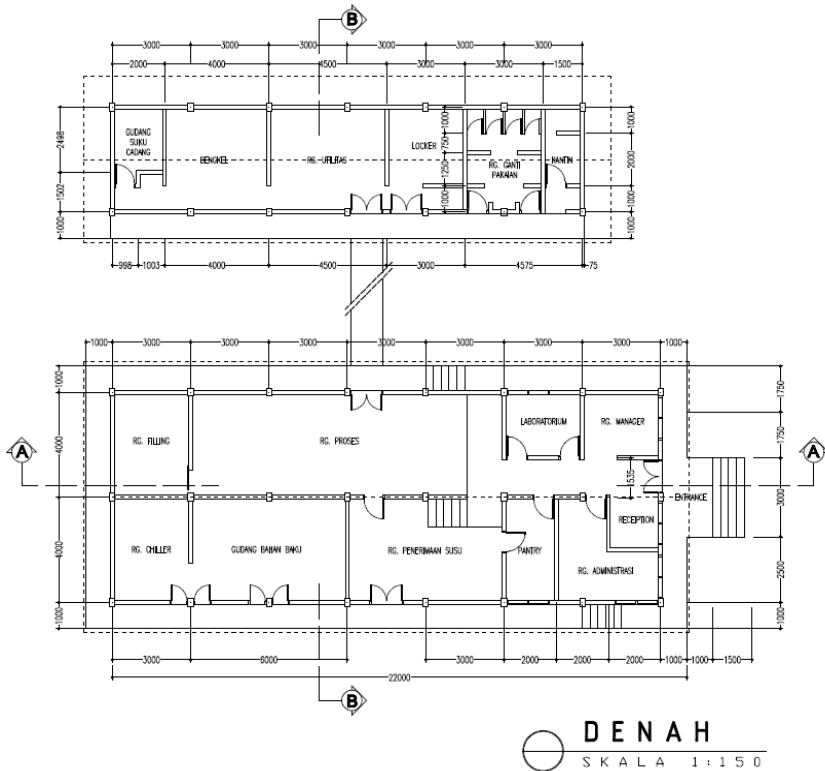 B
3000 3000 3000 3000 3000 3000
2000 4000 4500 3000 3000 1500
2498
1502
1000
GUDANG
SUKU
CADANG
BENGKEL
RG. UTILITAS
LOCKER
1000
750
1250
1000
RG. GANTI
PAKAIAN
KANTIN
1000
2000
1000
1000
998 1003 4000 4500 3000 4575 75
1000 3000 3000 3000 3000 3000 3000 3000 1000
1000
4000
4000
1000
A
RG. FILLING
RG. PROSES
LABORATORIUM
RG. MANAGER
1535
ENTRANCE
RECEPTION
RG. CHILLER
GUDANG BAHAN BAKU
RG. PENERIMAAN SUSU
PANTRY
RG. ADMINISTRASI
1750
1750
3000
2500
1000
A
3000 6000 3000 2000 2000 2000 1000 1000 1500
22000
B
DENAH
SKALA 1:150